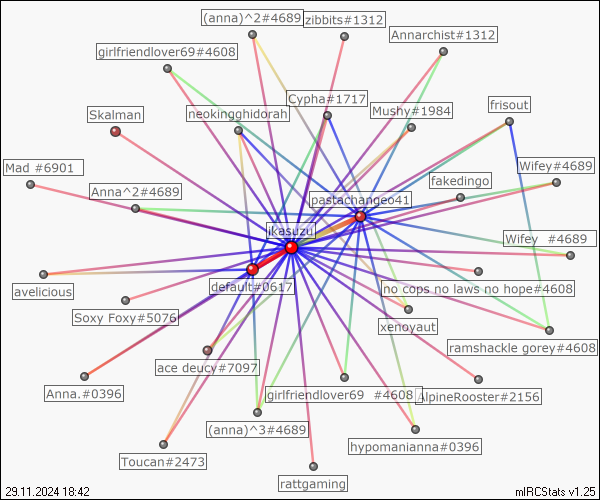 (anna)^2#4689
zibbits#1312
Annarchist#1312
girlfriendlover69#4608
Cypha#1717
Mushy#1984
frisout
neokingghidorah
Skalman
Mad #6901
Wifey#4689
fakedingo
Anna^2#4689
pastachangeo41
ikasuzu
Wifey #4689
default#0617
no cops no laws no hope#4608
avelicious
Soxy Foxy#5076
xenoyaut
ramshackle gorey#4608
ace deucy#7097
Anna.#0396
girlfriendlover69 #4608
AlpineRooster#2156
(anna)^3#4689
hypomanianna#0396
Toucan#2473
rattgaming
29.11.2024 18:42
mIRCStats v1.25